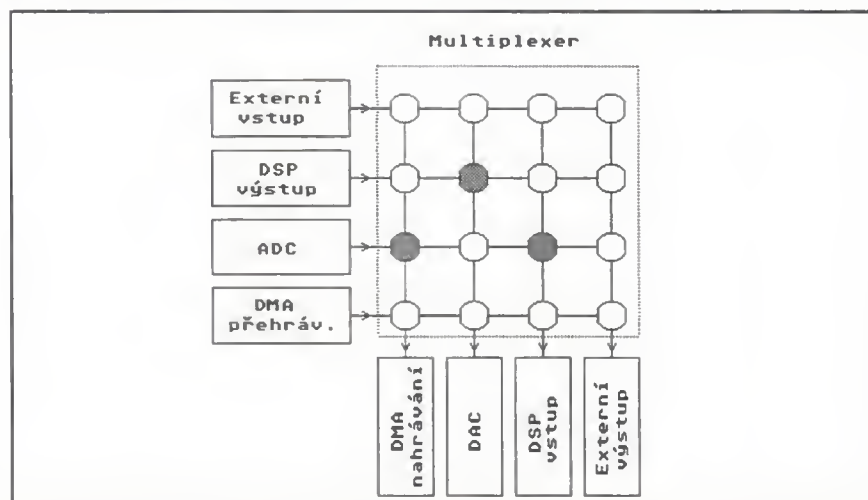 Multiplexer
Externí
vstup
DSP
výstup
ADC
DMA
přehráv.
DMA
nahrávání
DAC
DSP
vstup
Externí
výstup